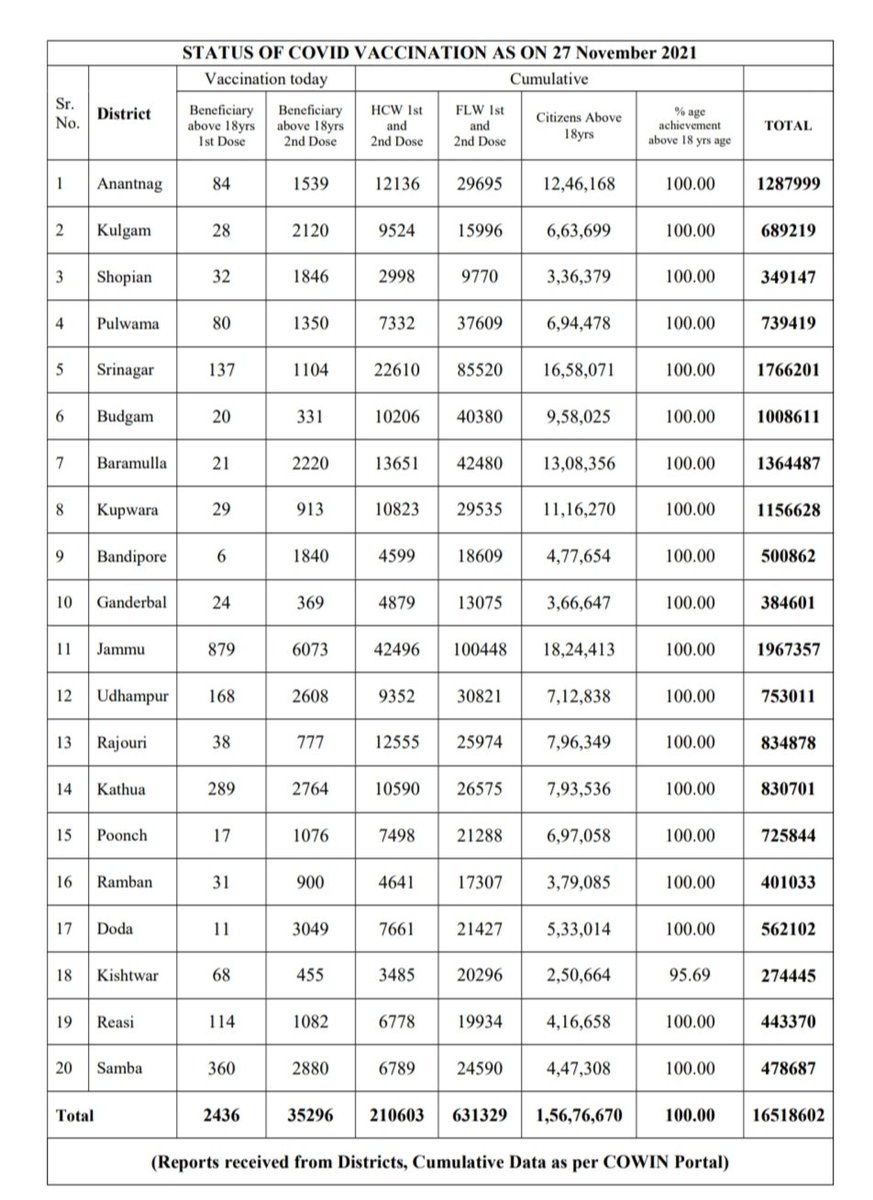 STATUS OF COVID VACCINATION AS ON 27 November 2021
Sr. No. District Vaccination today Cumulative
Beneficiary above 18yrs 1st Dose Beneficiary above 18yrs 2nd Dose HCW 1st and 2nd Dose FLW 1st and 2nd Dose Citizens Above 18yrs % age achievement above 18 yrs age TOTAL
1 Anantnag 84 1539 12136 29695 12,46,168 100.00 1287999
2 Kulgam 28 2120 9524 15996 6,63,699 100.00 689219
3 Shopian 32 1846 2998 9770 3,36,379 100.00 349147
4 Pulwama 80 1350 7332 37609 6,94,478 100.00 739419
5 Srinagar 137 1104 22610 85520 16,58,071 100.00 1766201
6 Budgam 20 331 10206 40380 9,58,025 100.00 1008611
7 Baramulla 21 2220 13651 42480 13,08,356 100.00 1364487
8 Kupwara 29 913 10823 29535 11,16,270 100.00 1156628
9 Bandipore 6 1840 4599 18609 4,77,654 100.00 500862
10 Ganderbal 24 369 4879 13075 3,66,647 100.00 384601
11 Jammu 879 6073 42496 100448 18,24,413 100.00 1967357
12 Udhampur 168 2608 9352 30821 7,12,838 100.00 753011
13 Rajouri 38 777 12555 25974 7,96,349 100.00 834878
14 Kathua 289 2764 10590 26575 7,93,536 100.00 830701
15 Poonch 17 1076 7498 21288 6,97,058 100.00 725844
16 Ramban 31 900 4641 17307 3,79,085 100.00 401033
17 Doda 11 3049 7661 21427 5,33,014 100.00 562102
18 Kishtwar 68 455 3485 20296 2,50,664 95.69 274445
19 Reasi 114 1082 6778 19934 4,16,658 100.00 443370
20 Samba 360 2880 6789 24590 4,47,308 100.00 478687
Total 2436 35296 210603 631329 1,56,76,670 100.00 16518602
(Reports received from Districts, Cumulative Data as per COWIN Portal)